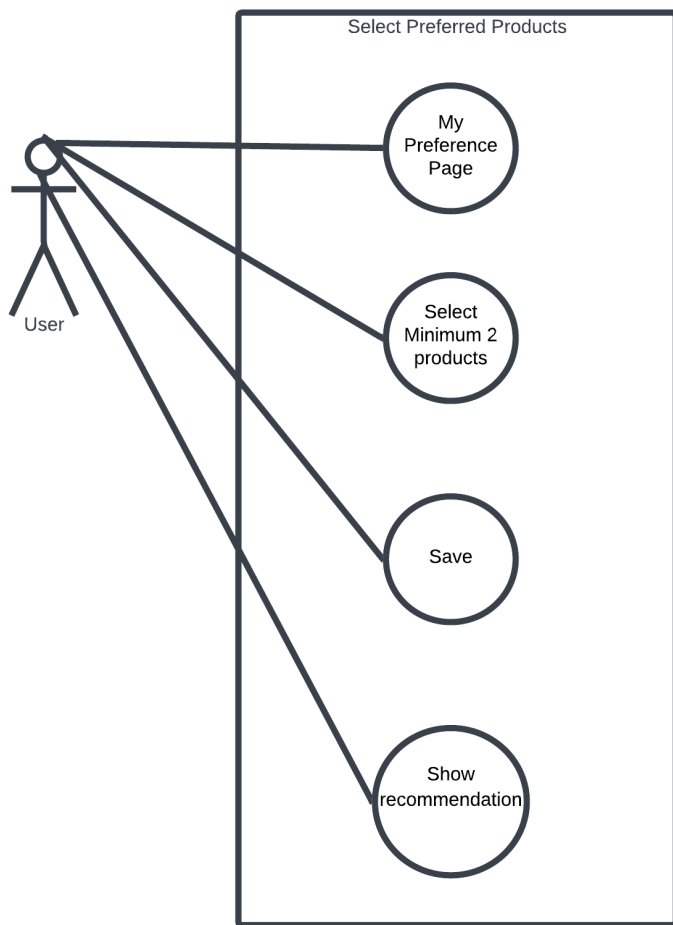 Select Preferred Products
My
Preference
Page
User
Select
Minimum 2
products
Save
Show
recommendation